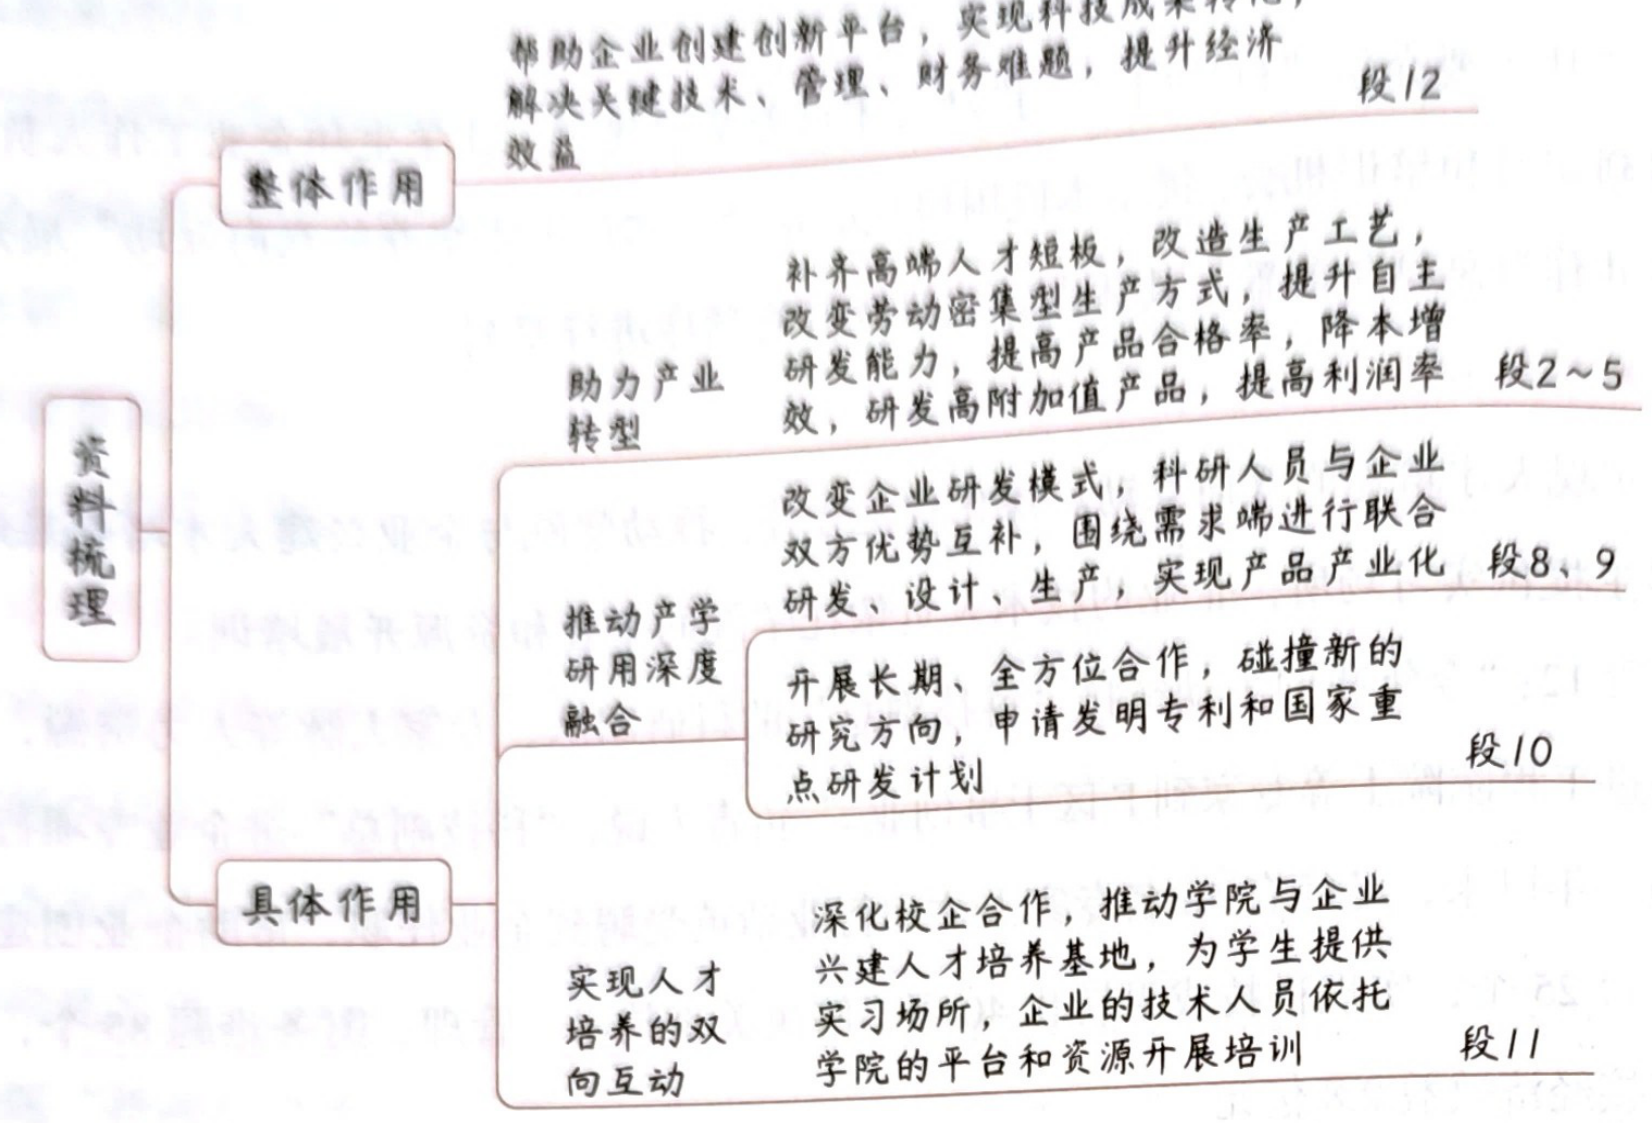 帮助企业创建创新平台，实现科技成果转化，
解决关键技术、管理、财务难题，提升经济
效益
段12
整体作用
补齐高端人才短板，改造生产工艺，
改变劳动密集型生产方式，提升自主
研发能力，提高产品合格率，降本增
效，研发高附加值产品，提高利润率
段2～5
助力产业
转型
资料梳理
改变企业研发模式，科研人员与企业
双方优势互补，围绕需求端进行联合
研发、设计、生产，实现产品产业化
段8、9
推动产学
研用深度
融合
开展长期、全方位合作，碰撞新的
研究方向，申请发明专利和国家重
点研发计划
段10
具体作用
深化校企合作，推动学院与企业
兴建人才培养基地，为学生提供
实习场所，企业的技术人员依托
学院的平台和资源开展培训
段11
实现人才
培养的双
向互动